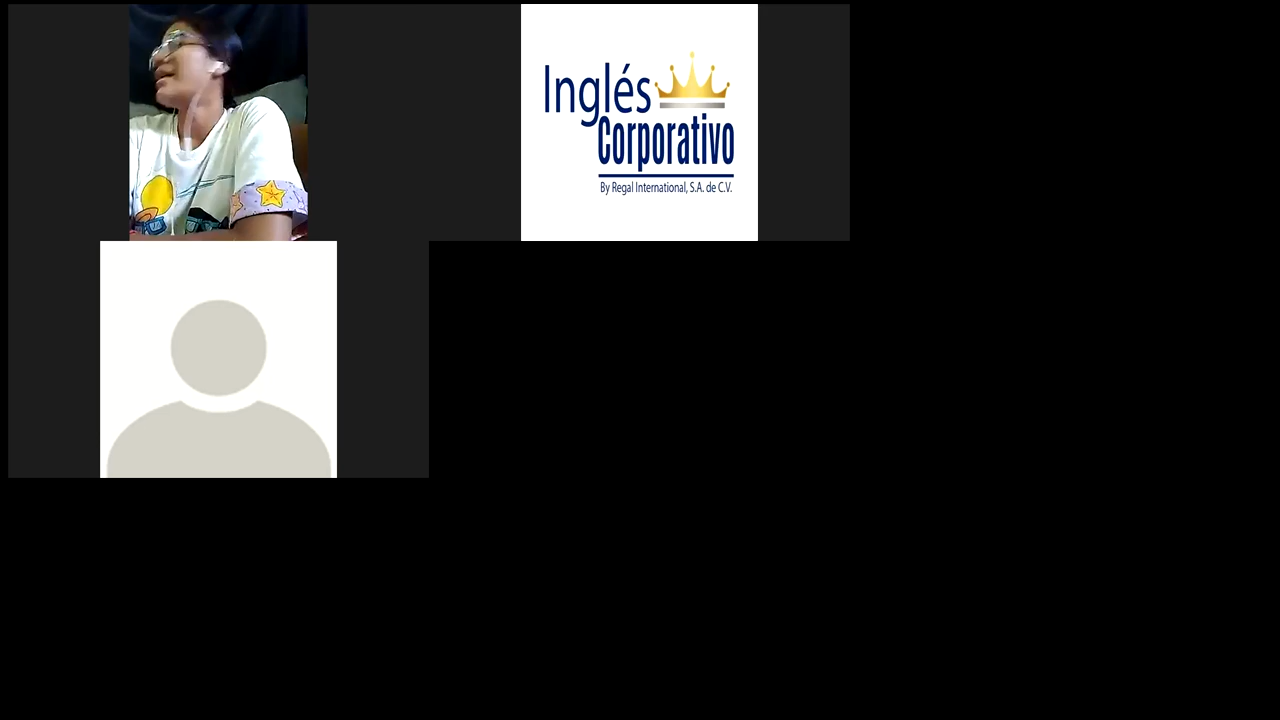 Inglés
Corporativo
By Regal International, S.A. de C.V.